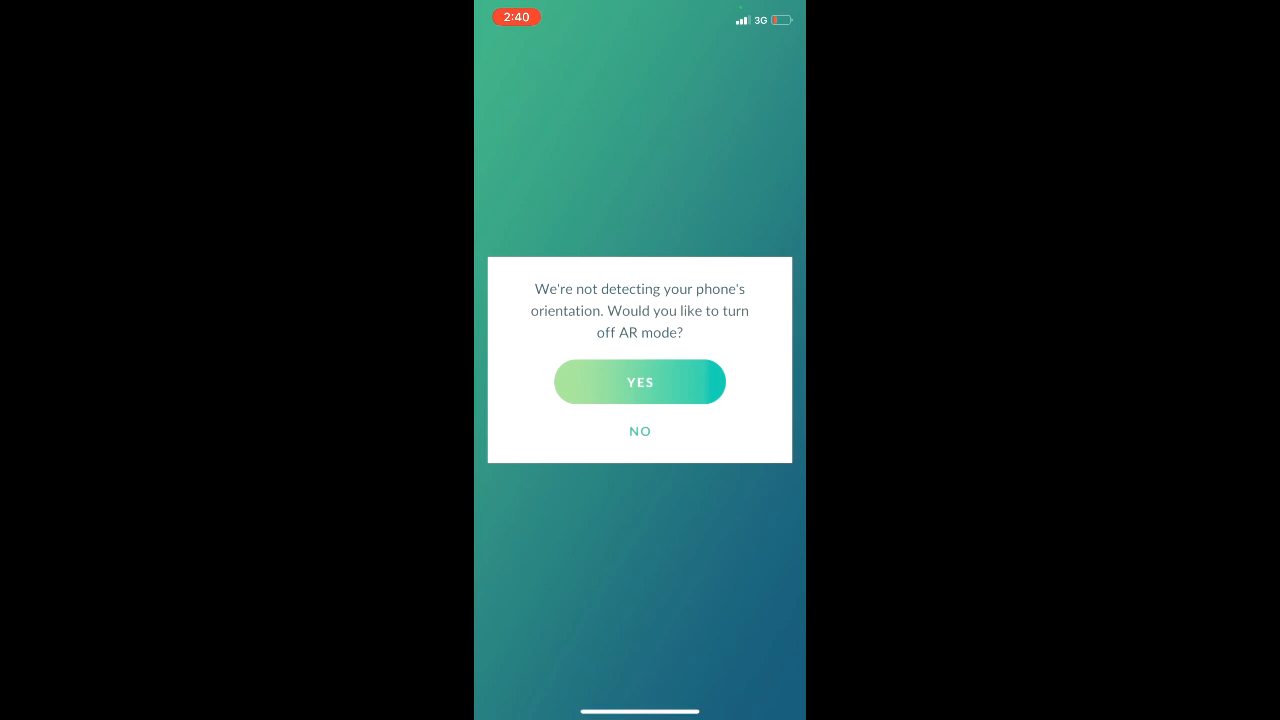 2:40
3G
We're not detecting your phone's
orientation. Would you like to turn
off AR mode?
YES
NO